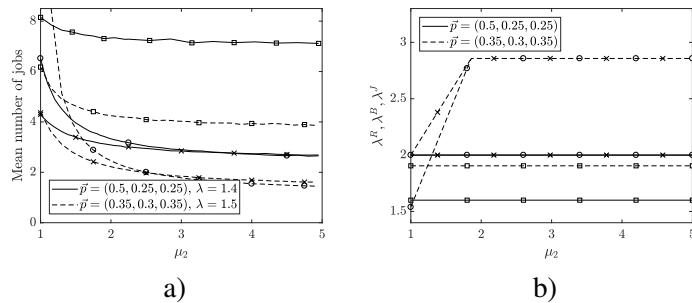 8
6
4
2
0
Mean number of jobs
p⃗ = (0.5, 0.25, 0.25), λ = 1.4
p⃗ = (0.35, 0.3, 0.35), λ = 1.5
1 2 3 4 5
μ₂
a)
3
2.5
2
1.5
λᴿ, λᴮ, λᴶ
p⃗ = (0.5, 0.25, 0.25)
p⃗ = (0.35, 0.3, 0.35)
1 2 3 4 5
μ₂
b)